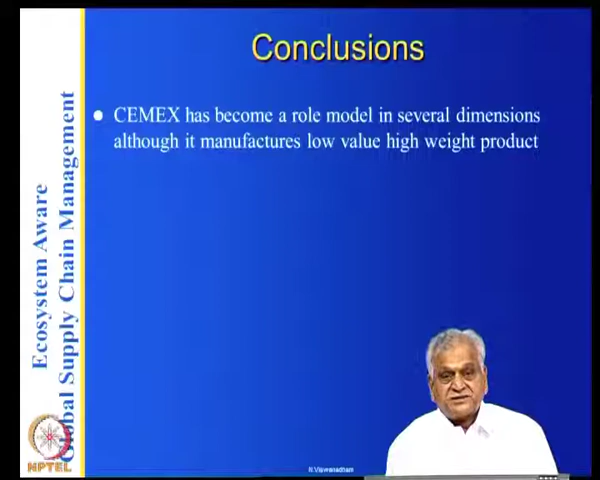 Conclusions
CEMEX has become a role model in several dimensions
although it manufactures low value high weight product
Ecosystem Aware
Global Supply Chain Management
NPTEL
N.Viswanadham